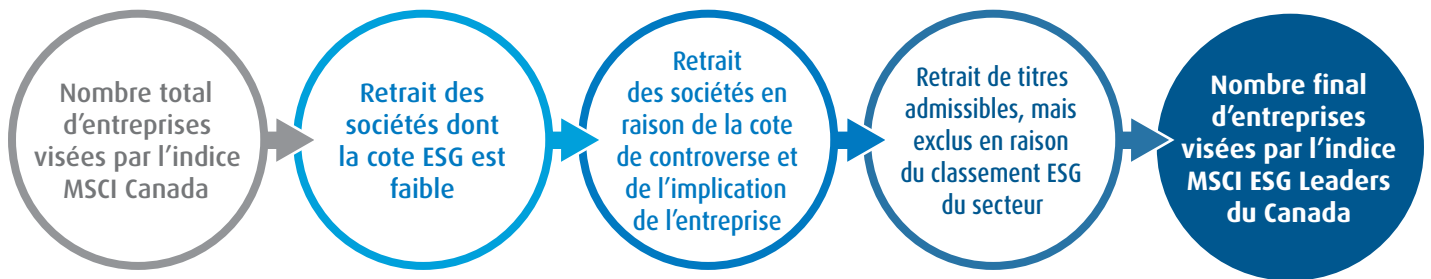 Nombre total
d'entreprises
visées par l'indice
MSCI Canada
Retrait des
sociétés dont
la cote ESG est
faible
Retrait
des sociétés en
raison de la cote
de controverse et
de l'implication
de l'entreprise
Retrait de titres
admissibles, mais
exclus en raison
du classement ESG
du secteur
Nombre final
d'entreprises
visées par l'indice
MSCI ESG Leaders
du Canada